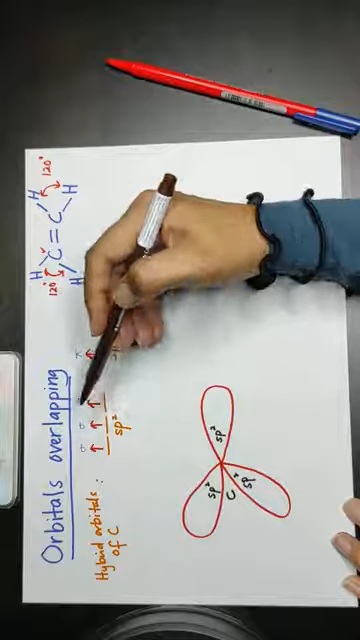 Orbitals overlapping
H H
C = C
H H
120° 120°
Hybrid orbitals :
of C
σ σ σ π
↑ ↑ ↑ ↑
sp²
sp²
sp² sp²
C